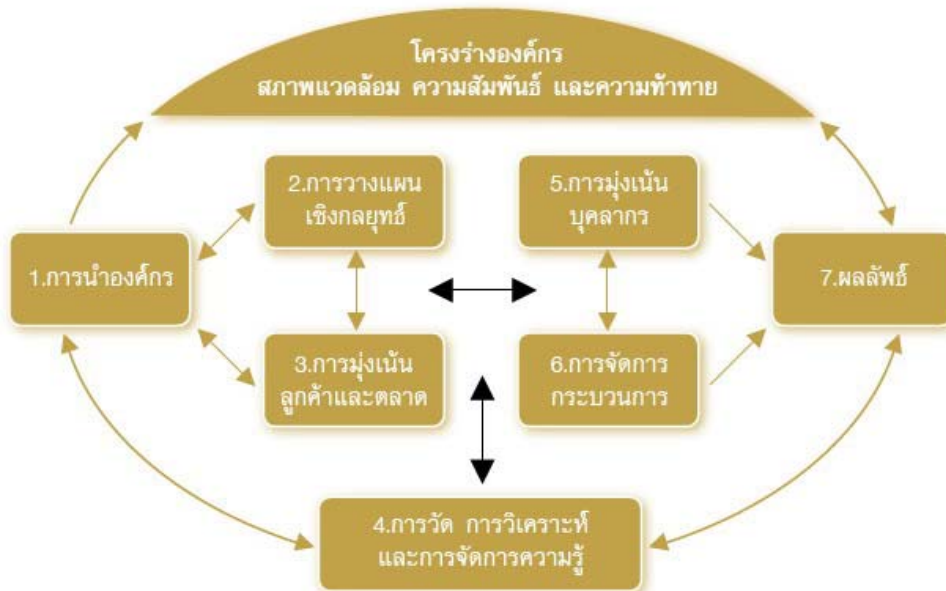 โครงร่างองค์กร
สภาพแวดล้อม ความสัมพันธ์ และความท้าทาย
2.การวางแผน
เชิงกลยุทธ์
5.การมุ่งเน้น
บุคลากร
1.การนำองค์กร
7.ผลลัพธ์
3.การมุ่งเน้น
ลูกค้าและตลาด
6.การจัดการ
กระบวนการ
4.การวัด การวิเคราะห์
และการจัดการความรู้